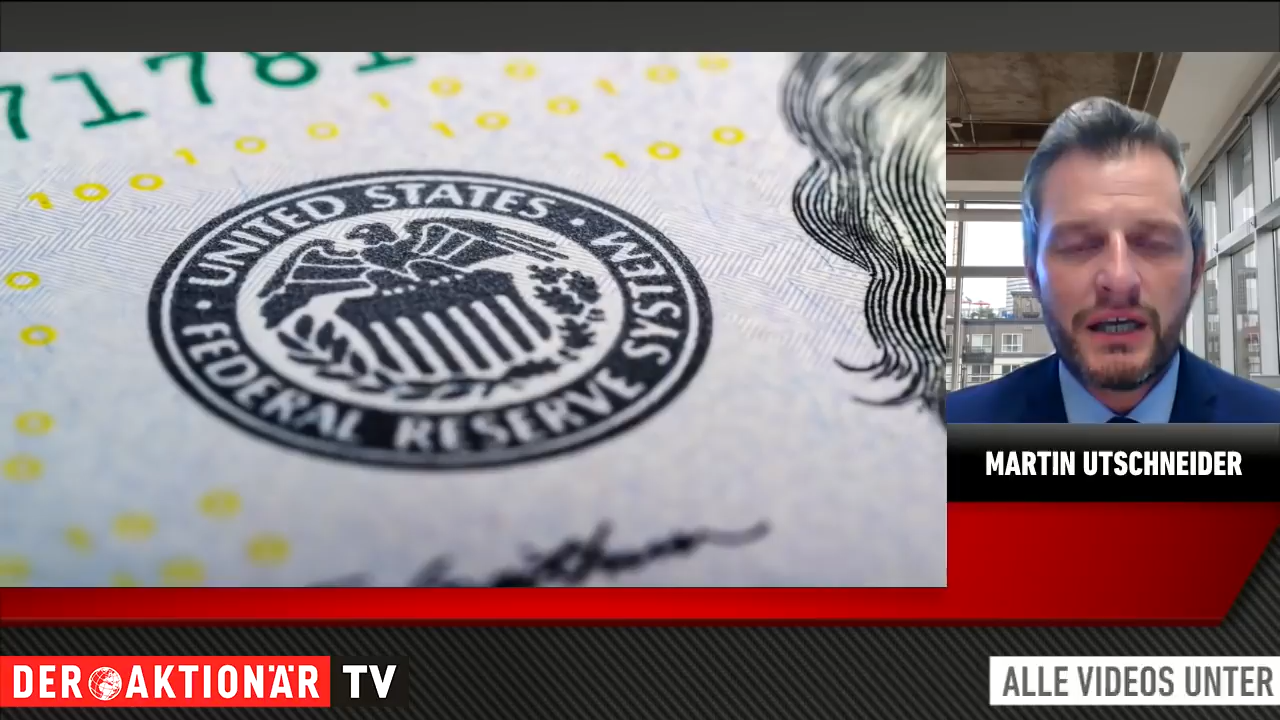 71781
UNITED STATES
FEDERAL RESERVE SYSTEM
MARTIN UTSCHNEIDER
DER AKTIONÄR TV
ALLE VIDEOS UNTER